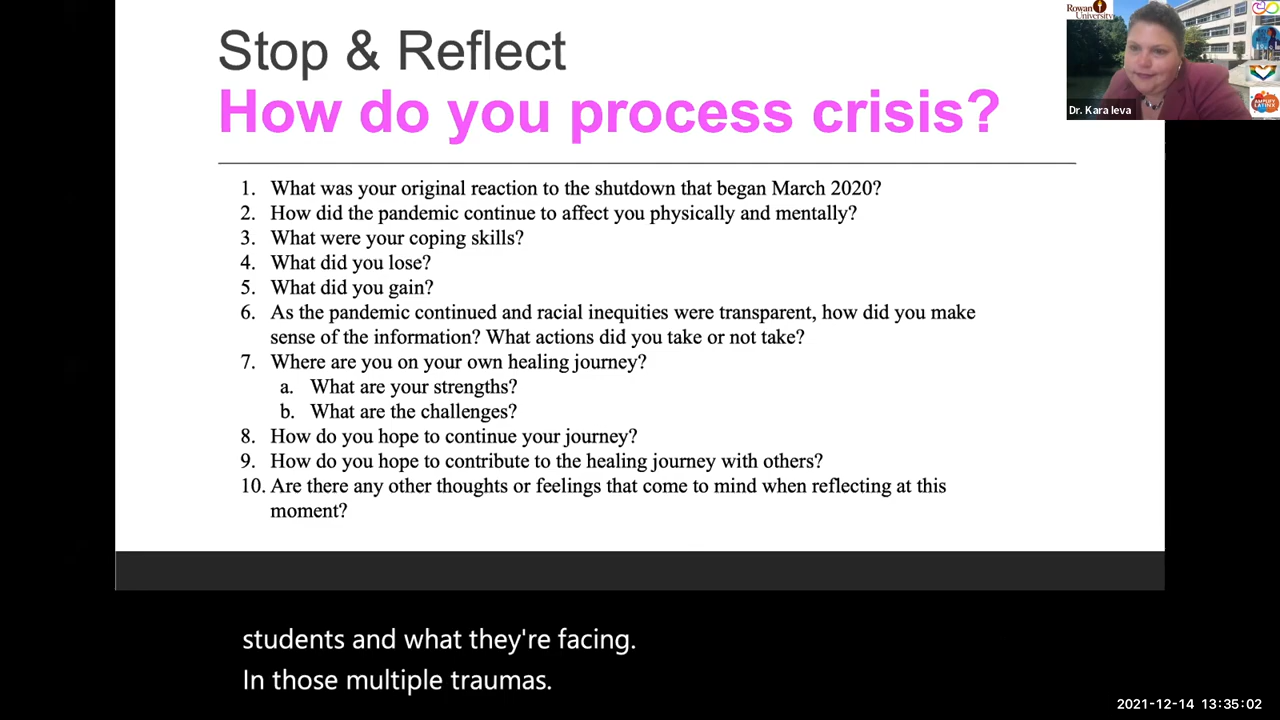 Stop & Reflect
How do you process crisis?
Rowan
University
Dr. Kara Ieva
1. What was your original reaction to the shutdown that began March 2020?
2. How did the pandemic continue to affect you physically and mentally?
3. What were your coping skills?
4. What did you lose?
5. What did you gain?
6. As the pandemic continued and racial inequities were transparent, how did you make
sense of the information? What actions did you take or not take?
7. Where are you on your own healing journey?
a. What are your strengths?
b. What are the challenges?
8. How do you hope to continue your journey?
9. How do you hope to contribute to the healing journey with others?
10. Are there any other thoughts or feelings that come to mind when reflecting at this
moment?
students and what they're facing.
In those multiple traumas.
2021-12-14 13:35:02